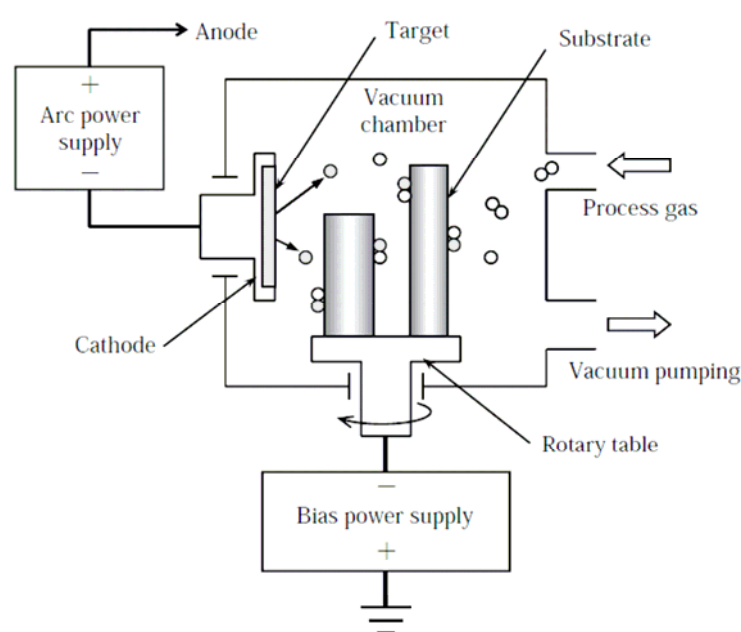 Anode
Target
Substrate
+
Arc power
supply
−
Vacuum
chamber
Process gas
Cathode
Vacuum pumping
Rotary table
−
Bias power supply
+